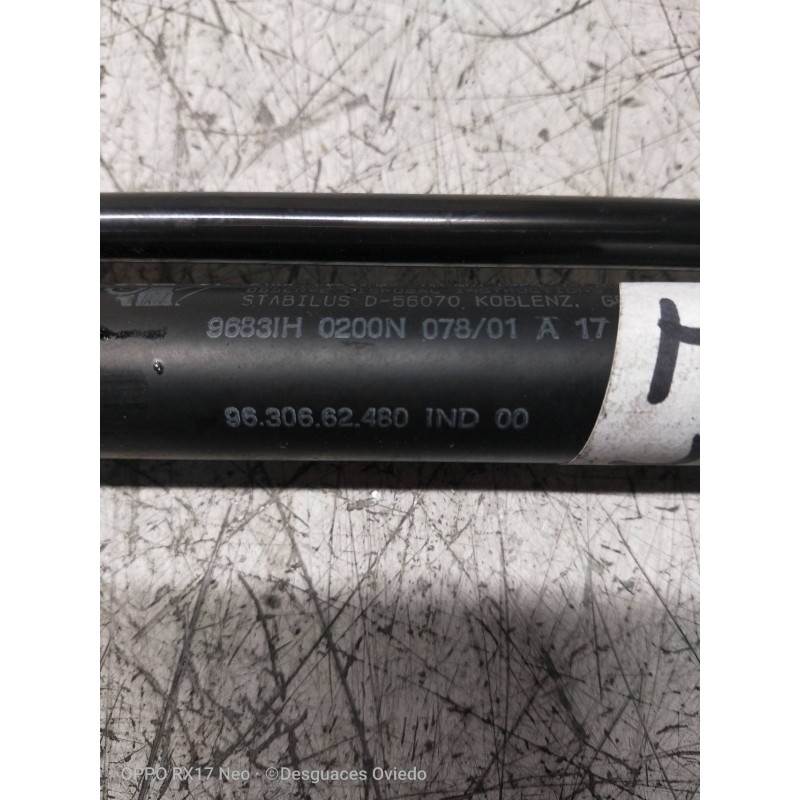 STABILUS D-56070 KOBLENZ, G
9683IH 0200N 078/01 A 17
96.306.62.480 IND 00
OPPO RX17 Neo · ©Desguaces Oviedo